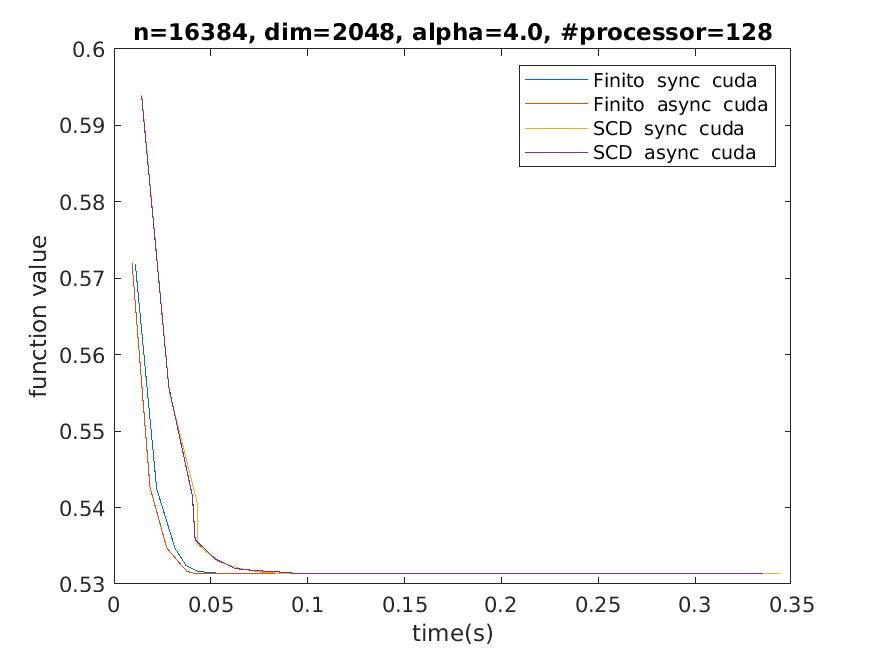 n=16384, dim=2048, alpha=4.0, #processor=128
0.6
0.59
0.58
0.57
0.56
0.55
0.54
0.53
function value
Finito sync cuda
Finito async cuda
SCD sync cuda
SCD async cuda
0 0.05 0.1 0.15 0.2 0.25 0.3 0.35
time(s)